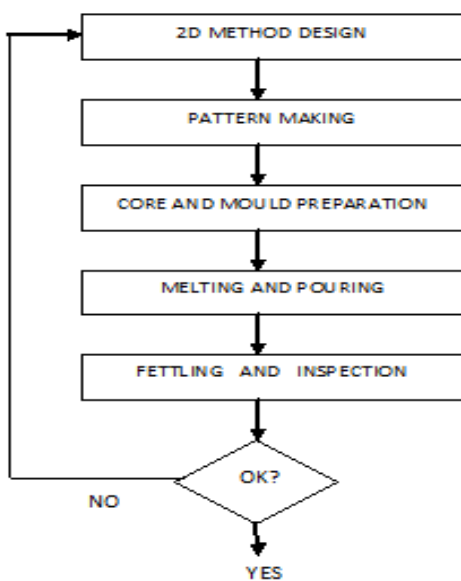 2D METHOD DESIGN
PATTERN MAKING
CORE AND MOULD PREPARATION
MELTING AND POURING
FETTLING AND INSPECTION
OK?
NO
YES